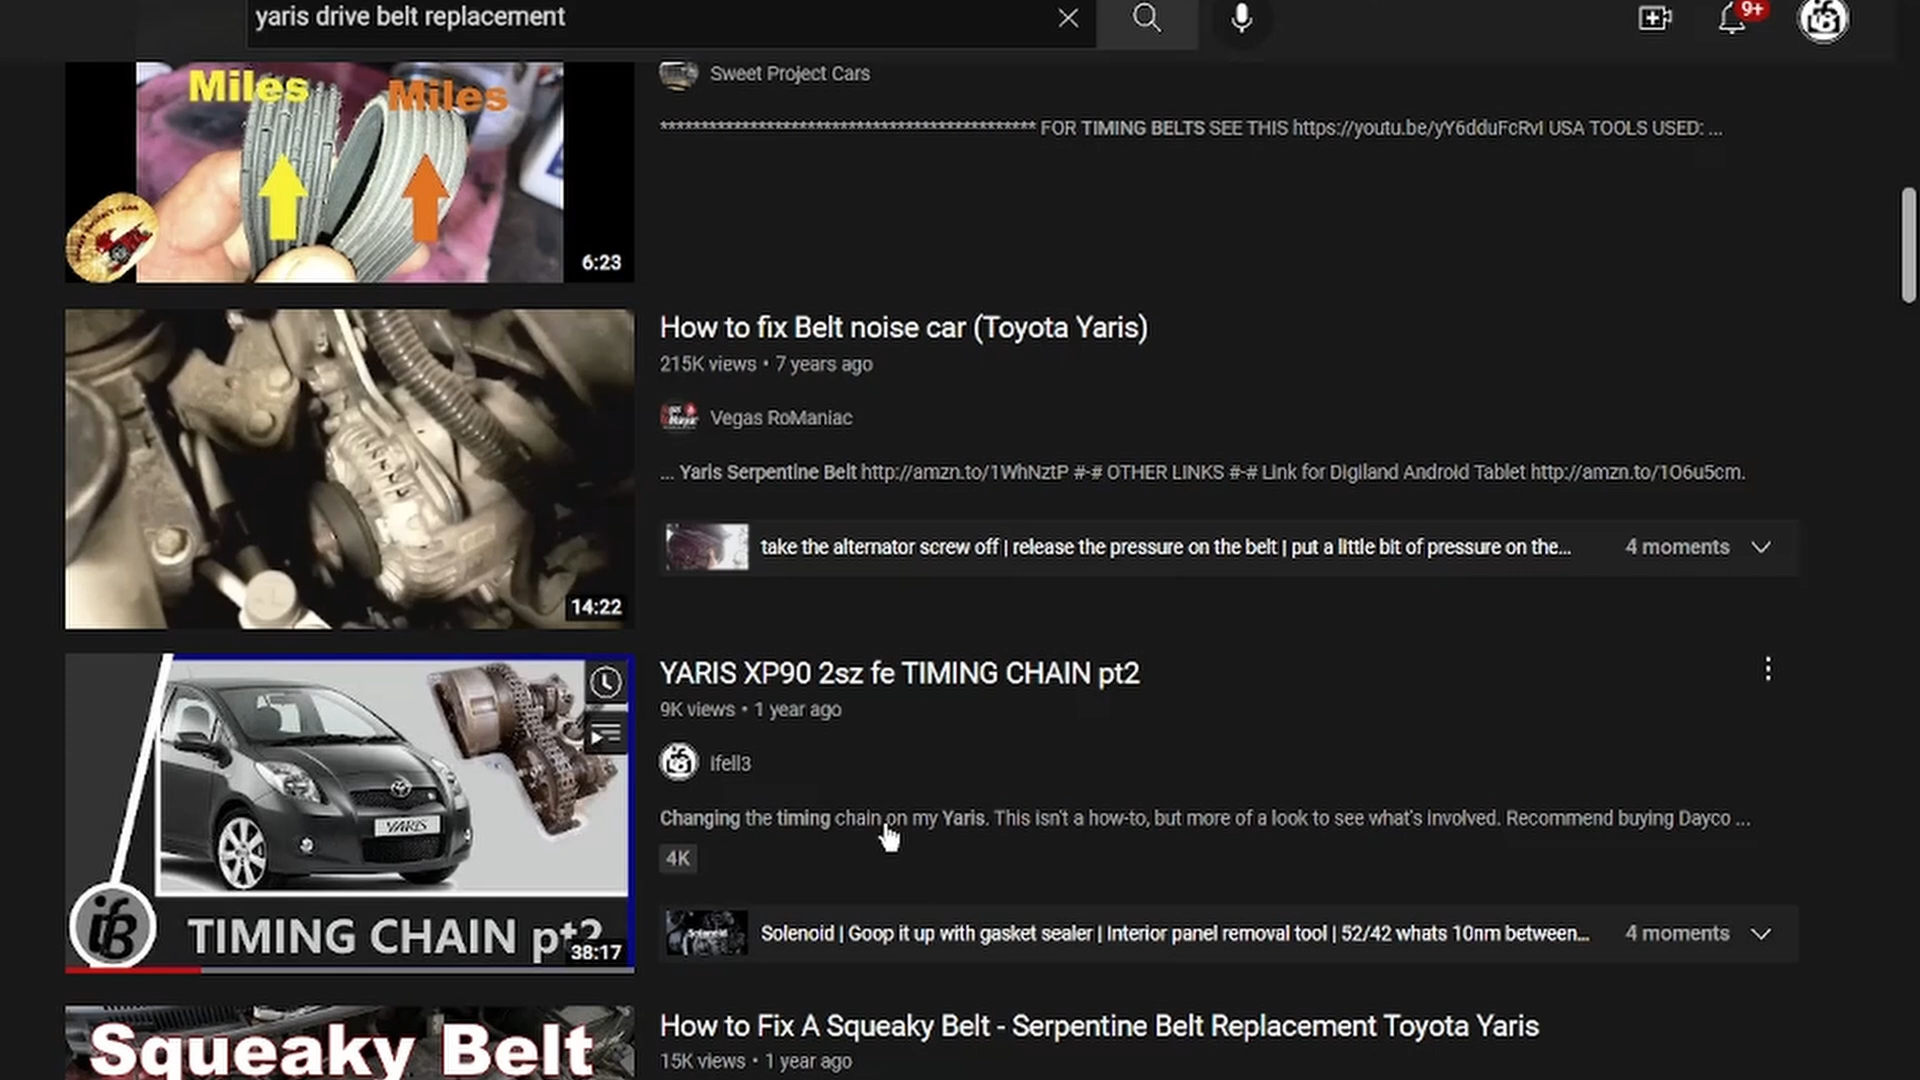 yaris drive belt replacement
9+
Miles
Miles
6:23
Sweet Project Cars
******************************************** FOR TIMING BELTS SEE THIS https://youtu.be/yY6dduFcRvI USA TOOLS USED: ...
14:22
How to fix Belt noise car (Toyota Yaris)
215K views • 7 years ago
Vegas RoManiac
... Yaris Serpentine Belt http://amzn.to/1WhNztP #-# OTHER LINKS #-# Link for Digiland Android Tablet http://amzn.to/1O6u5cm.
take the alternator screw off | release the pressure on the belt | put a little bit of pressure on the...
4 moments
YARIS
ifB
TIMING CHAIN pt2
38:17
YARIS XP90 2sz fe TIMING CHAIN pt2
9K views • 1 year ago
ifell3
Changing the timing chain on my Yaris. This isn't a how-to, but more of a look to see what's involved. Recommend buying Dayco ...
4K
Solenoid
Solenoid | Goop it up with gasket sealer | Interior panel removal tool | 52/42 whats 10nm between...
4 moments
Squeaky Belt
How to Fix A Squeaky Belt - Serpentine Belt Replacement Toyota Yaris
15K views • 1 year ago